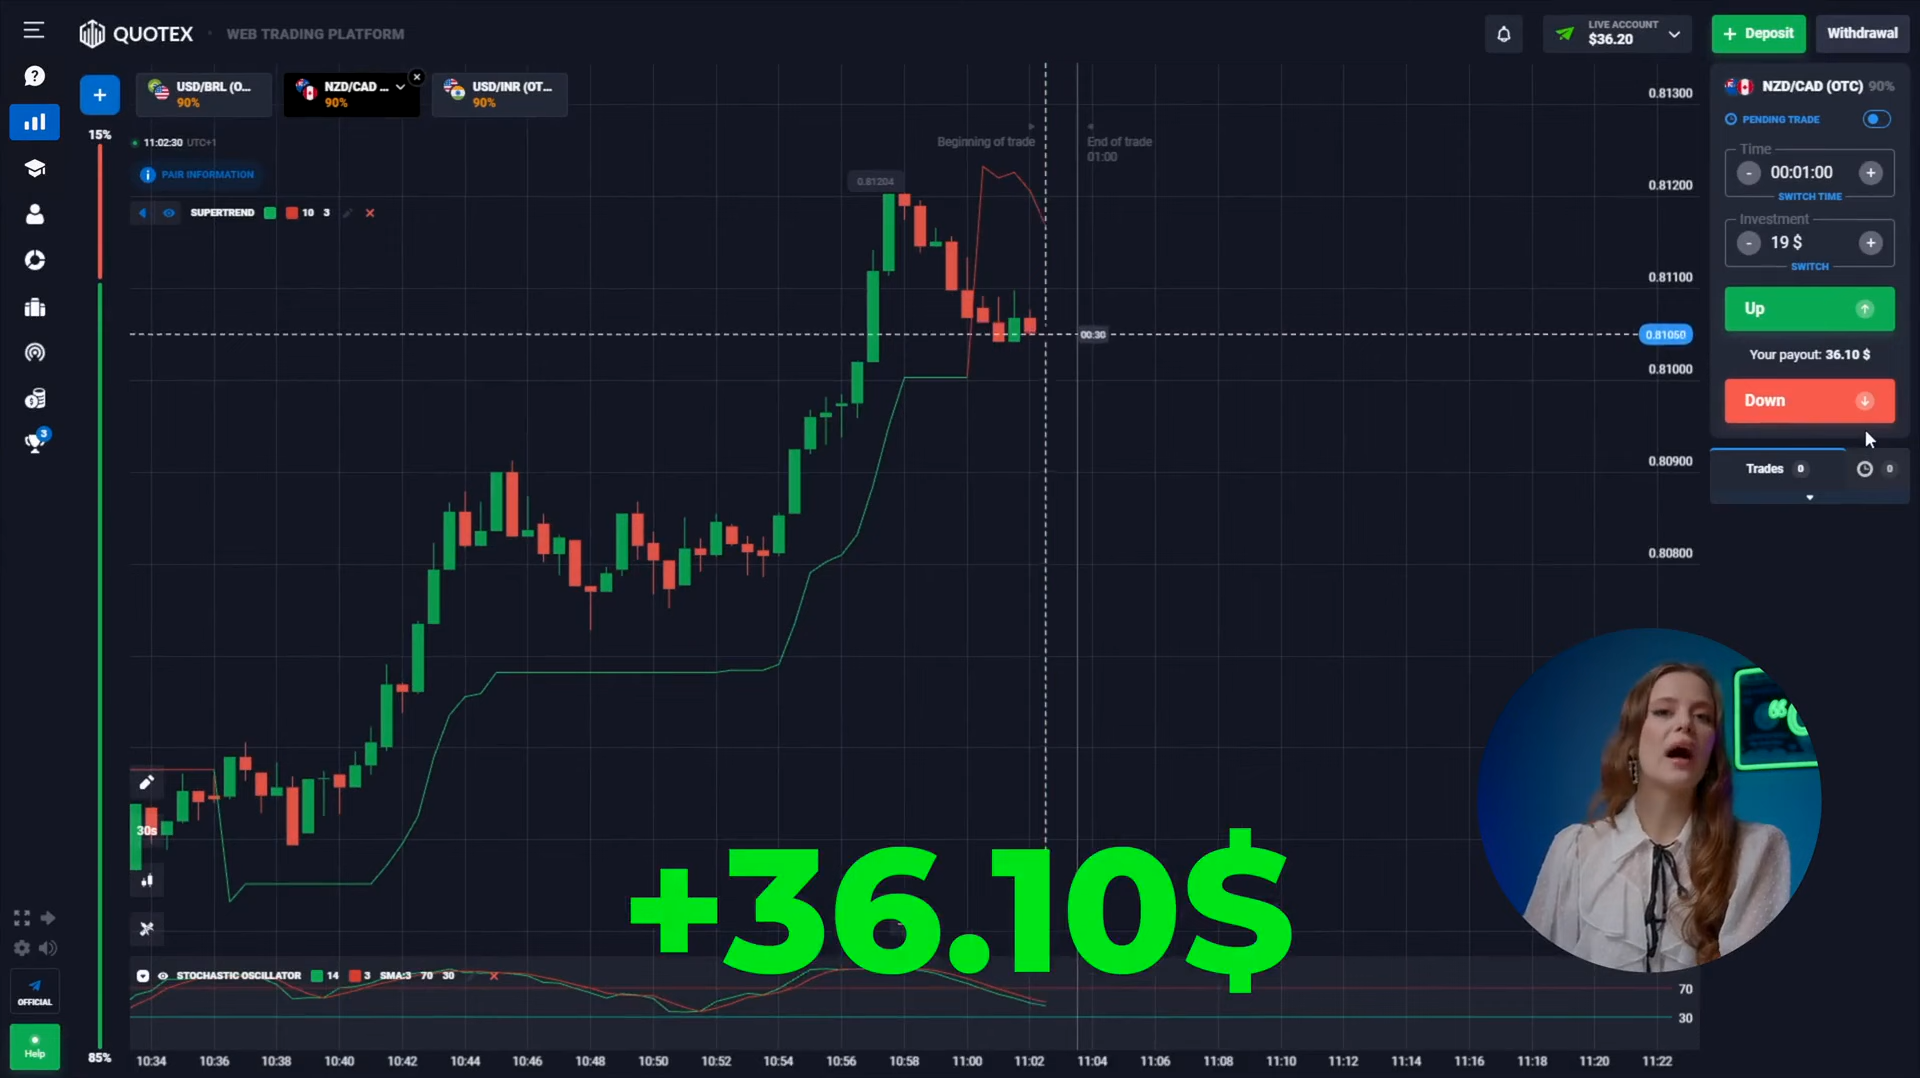 QUOTEX
WEB TRADING PLATFORM
LIVE ACCOUNT
$36.20
+ Deposit
Withdrawal
+
USD/BRL (O...
90%
NZD/CAD ...
90%
USD/INR (OT...
90%
NZD/CAD (OTC) 90%
PENDING TRADE
Time
- 00:01:00 +
SWITCH TIME
Investment
- 19 $ +
SWITCH
Up
Your payout: 36.10 $
Down
Trades 0
0
15%
11:02:30 UTC+1
PAIR INFORMATION
SUPERTREND 10 3
Beginning of trade
End of trade
01:00
0.81204
00:30
0.81300
0.81200
0.81100
0.81050
0.81000
0.80900
0.80800
3
30s
+36.10$
STOCHASTIC OSCILLATOR 14 3 SMA:3 70 30
70
30
OFFICIAL
Help
85%
10:34 10:36 10:38 10:40 10:42 10:44 10:46 10:48 10:50 10:52 10:54 10:56 10:58 11:00 11:02 11:04 11:06 11:08 11:10 11:12 11:14 11:16 11:18 11:20 11:22